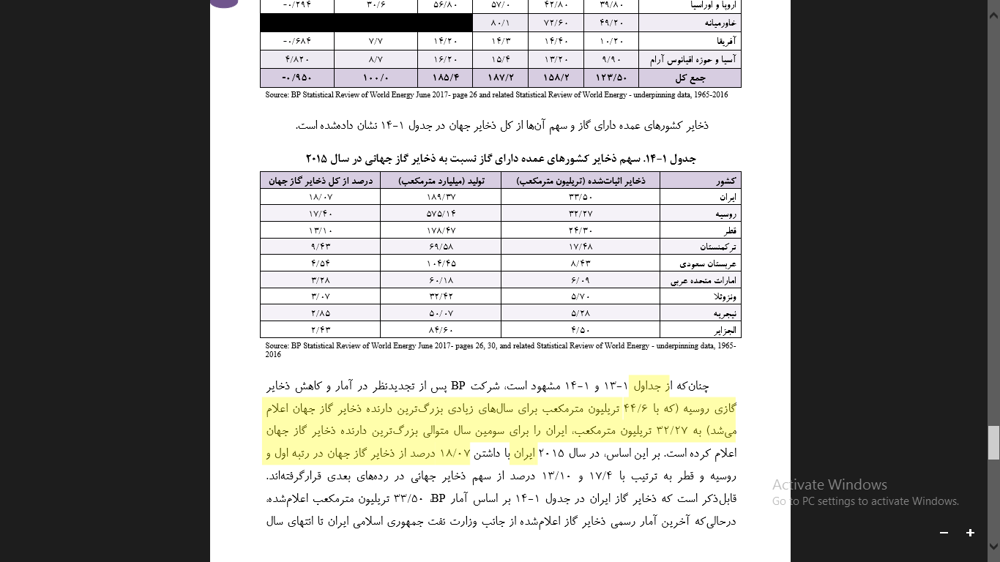 اروپا و اوراسیا ۳۹/۸۰ ۴۲/۸۰ ۵۷/۰ ۵۶/۸۰ ۳۰/۶ -۰/۲۹۴
خاورمیانه ۴۹/۲۰ ۷۲/۶۰ ۸۰/۱
آفریقا ۱۰/۲۰ ۱۴/۴۰ ۱۴/۳ ۱۴/۲۰ ۷/۷ -۰/۶۸۴
آسیا و حوزه اقیانوس آرام ۹/۹۰ ۱۳/۲۰ ۱۵/۴ ۱۶/۲۰ ۸/۷ ۴/۸۲۰
جمع کل ۱۲۳/۵۰ ۱۵۸/۲ ۱۸۷/۲ ۱۸۵/۴ ۱۰۰/۰ -۰/۹۵۰
Source: BP Statistical Review of World Energy June 2017- page 26 and related Statistical Review of World Energy - underpinning data, 1965-2016
ذخایر کشورهای عمده دارای گاز و سهم آن‌ها از کل ذخایر جهان در جدول ۱-۱۴ نشان داده‌شده است.
جدول ۱-۱۴. سهم ذخایر کشورهای عمده دارای گاز نسبت به ذخایر گاز جهانی در سال ۲۰۱۵
کشور ذخایر اثبات‌شده (تریلیون مترمکعب) تولید (میلیارد مترمکعب) درصد از کل ذخایر گاز جهان
ایران ۳۳/۵۰ ۱۸۹/۳۷ ۱۸/۰۷
روسیه ۳۲/۲۷ ۵۷۵/۱۴ ۱۷/۴۰
قطر ۲۴/۳۰ ۱۷۸/۴۷ ۱۳/۱۰
ترکمنستان ۱۷/۴۸ ۶۹/۵۸ ۹/۴۳
عربستان سعودی ۸/۴۳ ۱۰۴/۴۵ ۴/۵۴
امارات متحده عربی ۶/۰۹ ۶۰/۱۸ ۳/۲۸
ونزوئلا ۵/۷۰ ۳۲/۴۲ ۳/۰۷
نیجریه ۵/۲۸ ۵۰/۰۷ ۲/۸۵
الجزایر ۴/۵۰ ۸۴/۶۰ ۲/۴۳
Source: BP Statistical Review of World Energy June 2017- pages 26, 30, and related Statistical Review of World Energy - underpinning data, 1965-
2016
چنان‌که از جداول ۱-۱۳ و ۱-۱۴ مشهود است، شرکت BP پس از تجدیدنظر در آمار و کاهش ذخایر
گازی روسیه (که با ۴۴/۶ تریلیون مترمکعب برای سال‌های زیادی بزرگ‌ترین دارنده ذخایر گاز جهان اعلام
می‌شد) به ۳۲/۲۷ تریلیون مترمکعب، ایران را برای سومین سال متوالی بزرگ‌ترین دارنده ذخایر گاز جهان
اعلام کرده است. بر این اساس، در سال ۲۰۱۵ ایران با داشتن ۱۸/۰۷ درصد از ذخایر گاز جهان در رتبه اول و
روسیه و قطر به ترتیب با ۱۷/۴ و ۱۳/۱۰ درصد از سهم ذخایر جهانی در رده‌های بعدی قرارگرفته‌اند.
قابل‌ذکر است که ذخایر گاز ایران در جدول ۱-۱۴ بر اساس آمار BP، ۳۳/۵۰ تریلیون مترمکعب اعلام‌شده،
درحالی‌که آخرین آمار رسمی ذخایر گاز اعلام‌شده از جانب وزارت نفت جمهوری اسلامی ایران تا انتهای سال
Activate Windows
Go to PC settings to activate Windows.